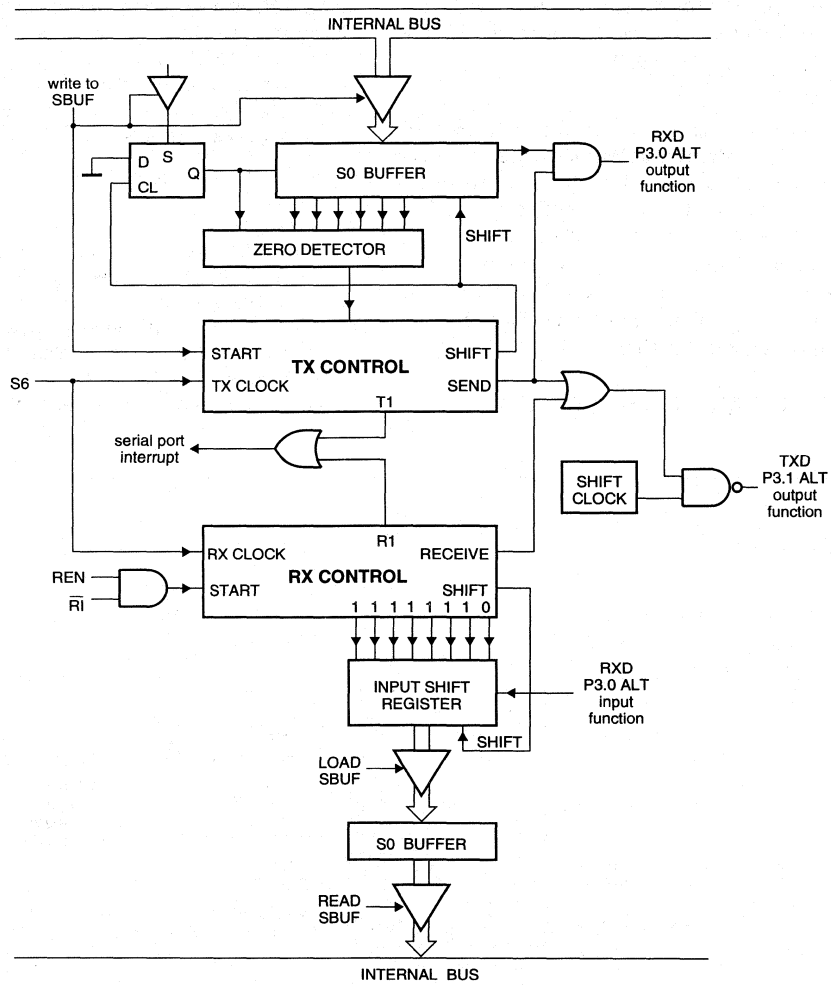 INTERNAL BUS
write to
SBUF
D
S
Q
CL
S0 BUFFER
RXD
P3.0 ALT
output
function
ZERO DETECTOR
SHIFT
START
TX CONTROL
SHIFT
S6
TX CLOCK
SEND
T1
serial port
interrupt
SHIFT
CLOCK
TXD
P3.1 ALT
output
function
R1
RX CLOCK
RECEIVE
RX CONTROL
REN
RI
START
SHIFT
1 1 1 1 1 1 1 0
INPUT SHIFT
REGISTER
RXD
P3.0 ALT
input
function
SHIFT
LOAD
SBUF
S0 BUFFER
READ
SBUF
INTERNAL BUS